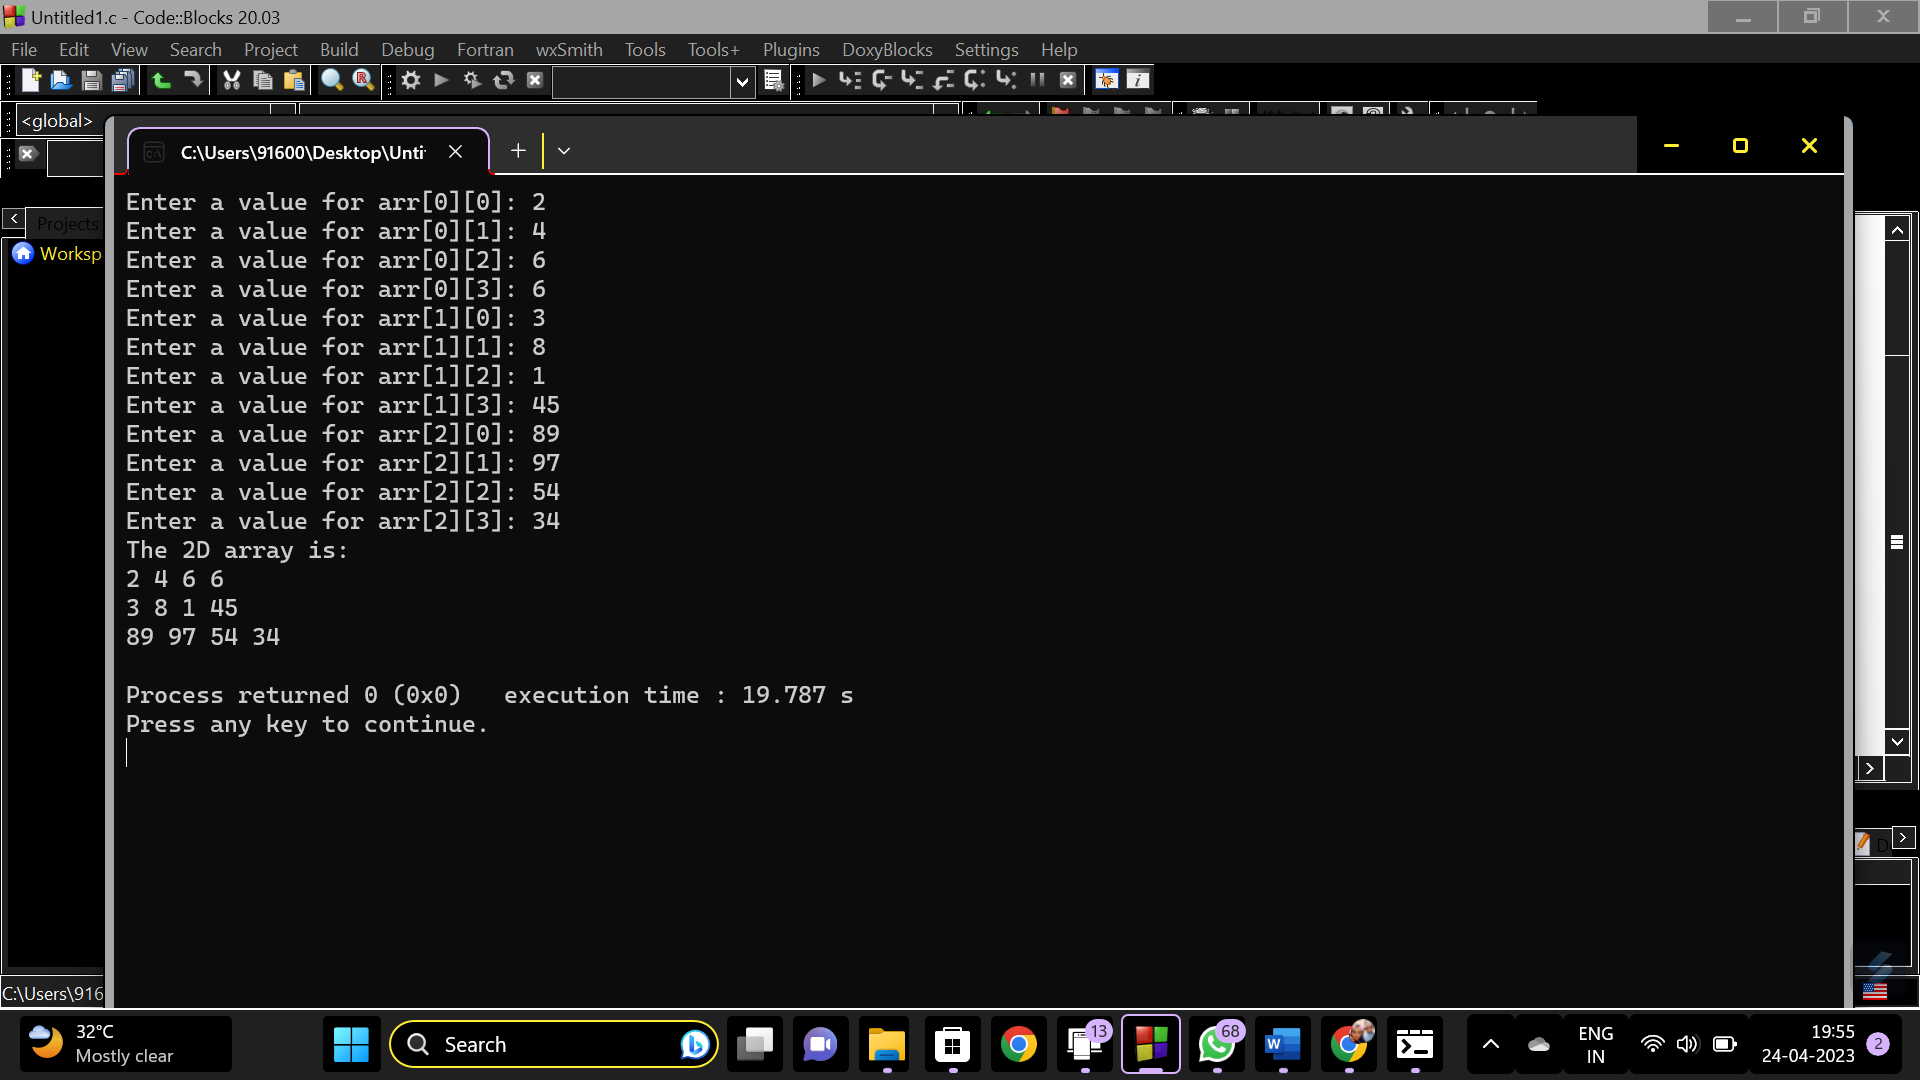 Untitled1.c - Code::Blocks 20.03
File Edit View Search Project Build Debug Fortran wxSmith Tools Tools+ Plugins DoxyBlocks Settings Help
<global>
C:\Users\91600\Desktop\Unti
Projects
Worksp
Enter a value for arr[0][0]: 2
Enter a value for arr[0][1]: 4
Enter a value for arr[0][2]: 6
Enter a value for arr[0][3]: 6
Enter a value for arr[1][0]: 3
Enter a value for arr[1][1]: 8
Enter a value for arr[1][2]: 1
Enter a value for arr[1][3]: 45
Enter a value for arr[2][0]: 89
Enter a value for arr[2][1]: 97
Enter a value for arr[2][2]: 54
Enter a value for arr[2][3]: 34
The 2D array is:
2 4 6 6
3 8 1 45
89 97 54 34
Process returned 0 (0x0)   execution time : 19.787 s
Press any key to continue.
D
C:\Users\916
32°C
Mostly clear
Search
13
68
ENG
IN
19:55
24-04-2023
2